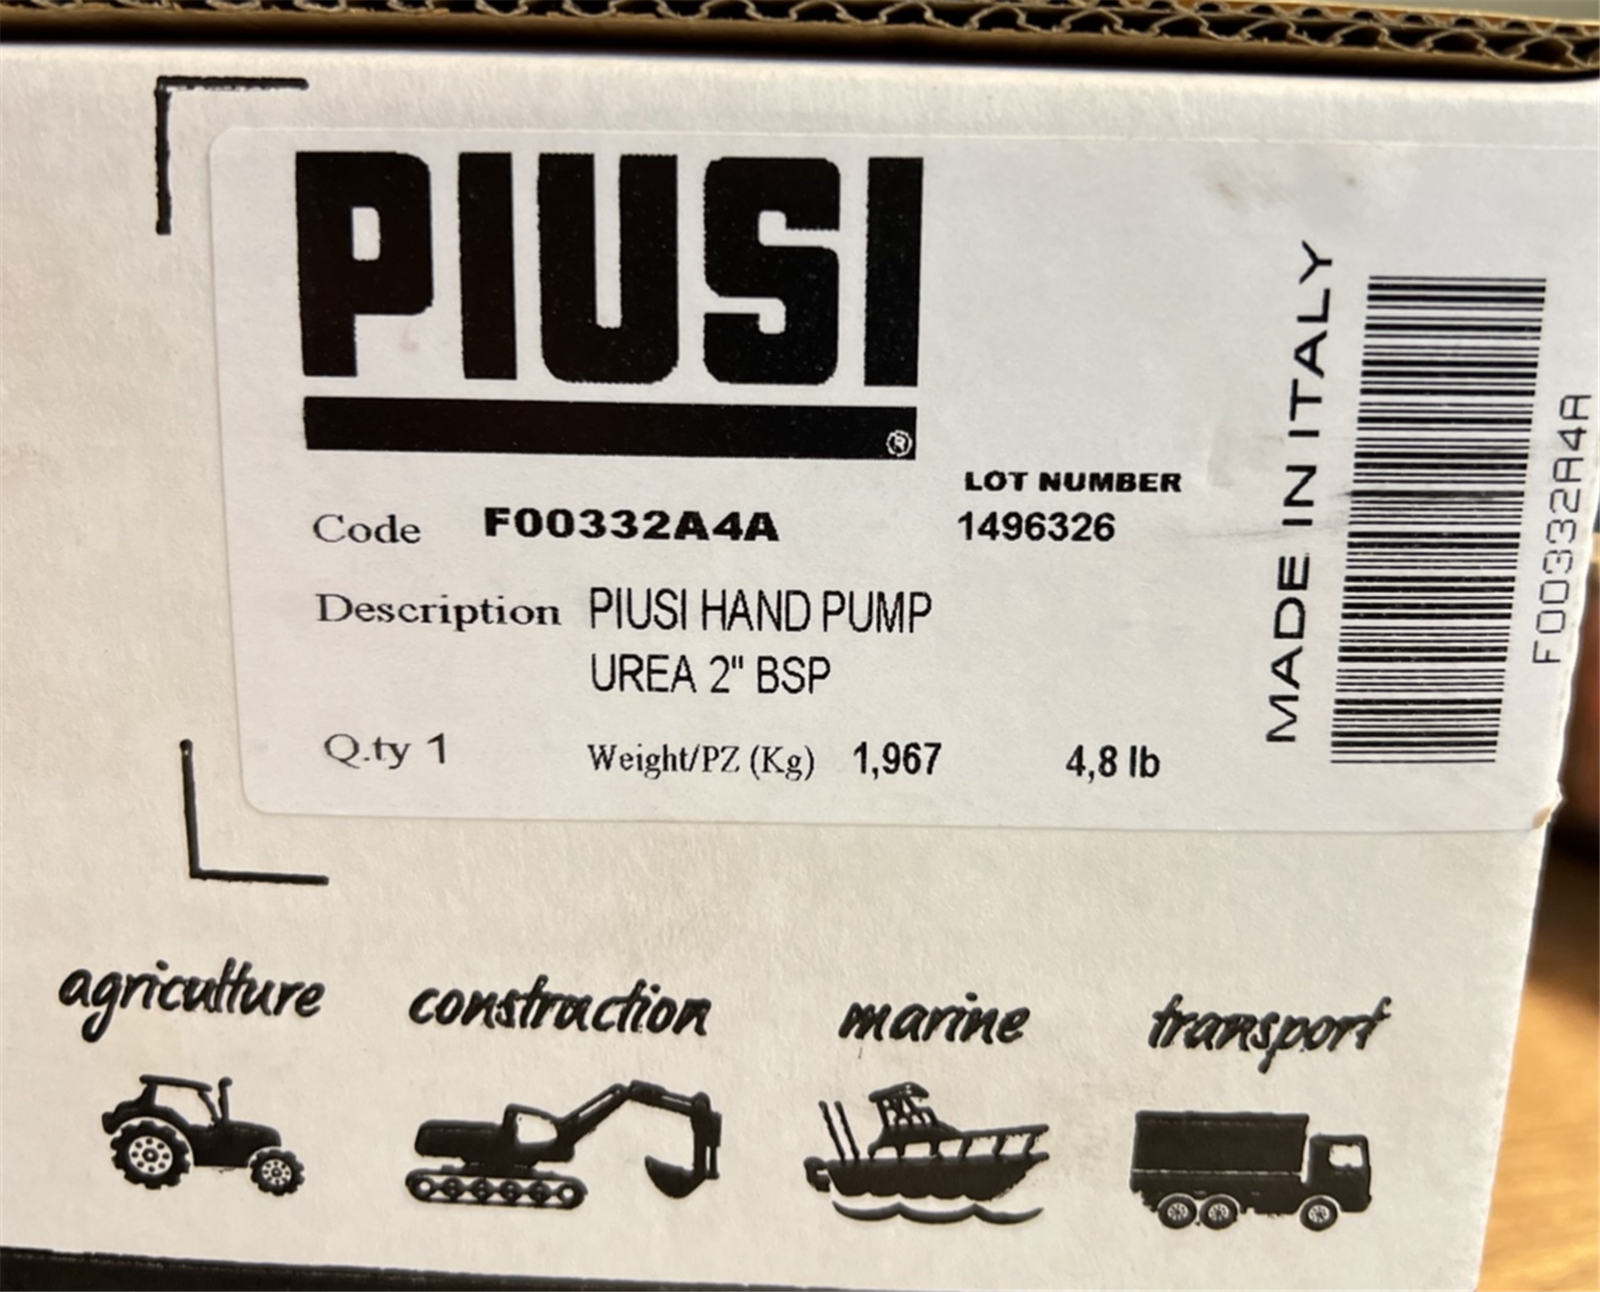 PIUSI
®
LOT NUMBER
Code F00332A4A 1496326
Description PIUSI HAND PUMP
UREA 2" BSP
Q.ty 1 Weight/PZ (Kg) 1,967 4,8 lb
MADE IN ITALY
F00332A4A
agriculture construction marine transport